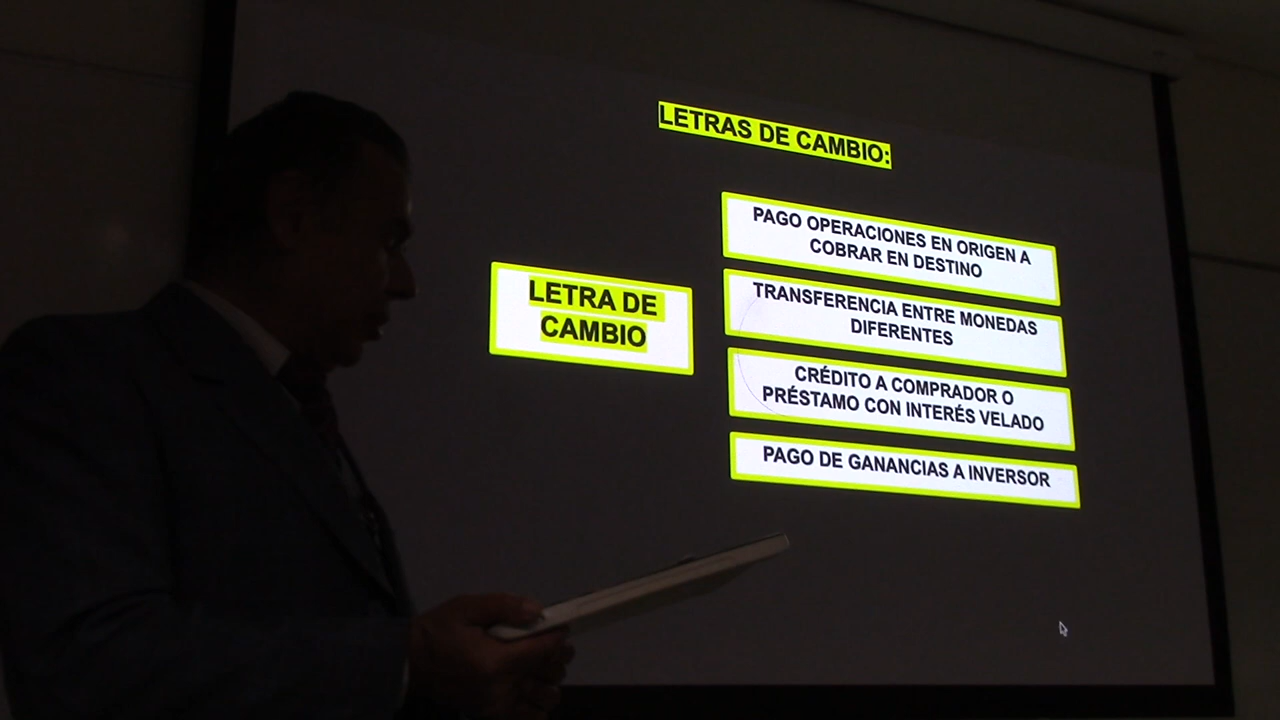 LETRAS DE CAMBIO:
LETRA DE
CAMBIO
PAGO OPERACIONES EN ORIGEN A
COBRAR EN DESTINO
TRANSFERENCIA ENTRE MONEDAS
DIFERENTES
CRÉDITO A COMPRADOR O
PRÉSTAMO CON INTERÉS VELADO
PAGO DE GANANCIAS A INVERSOR